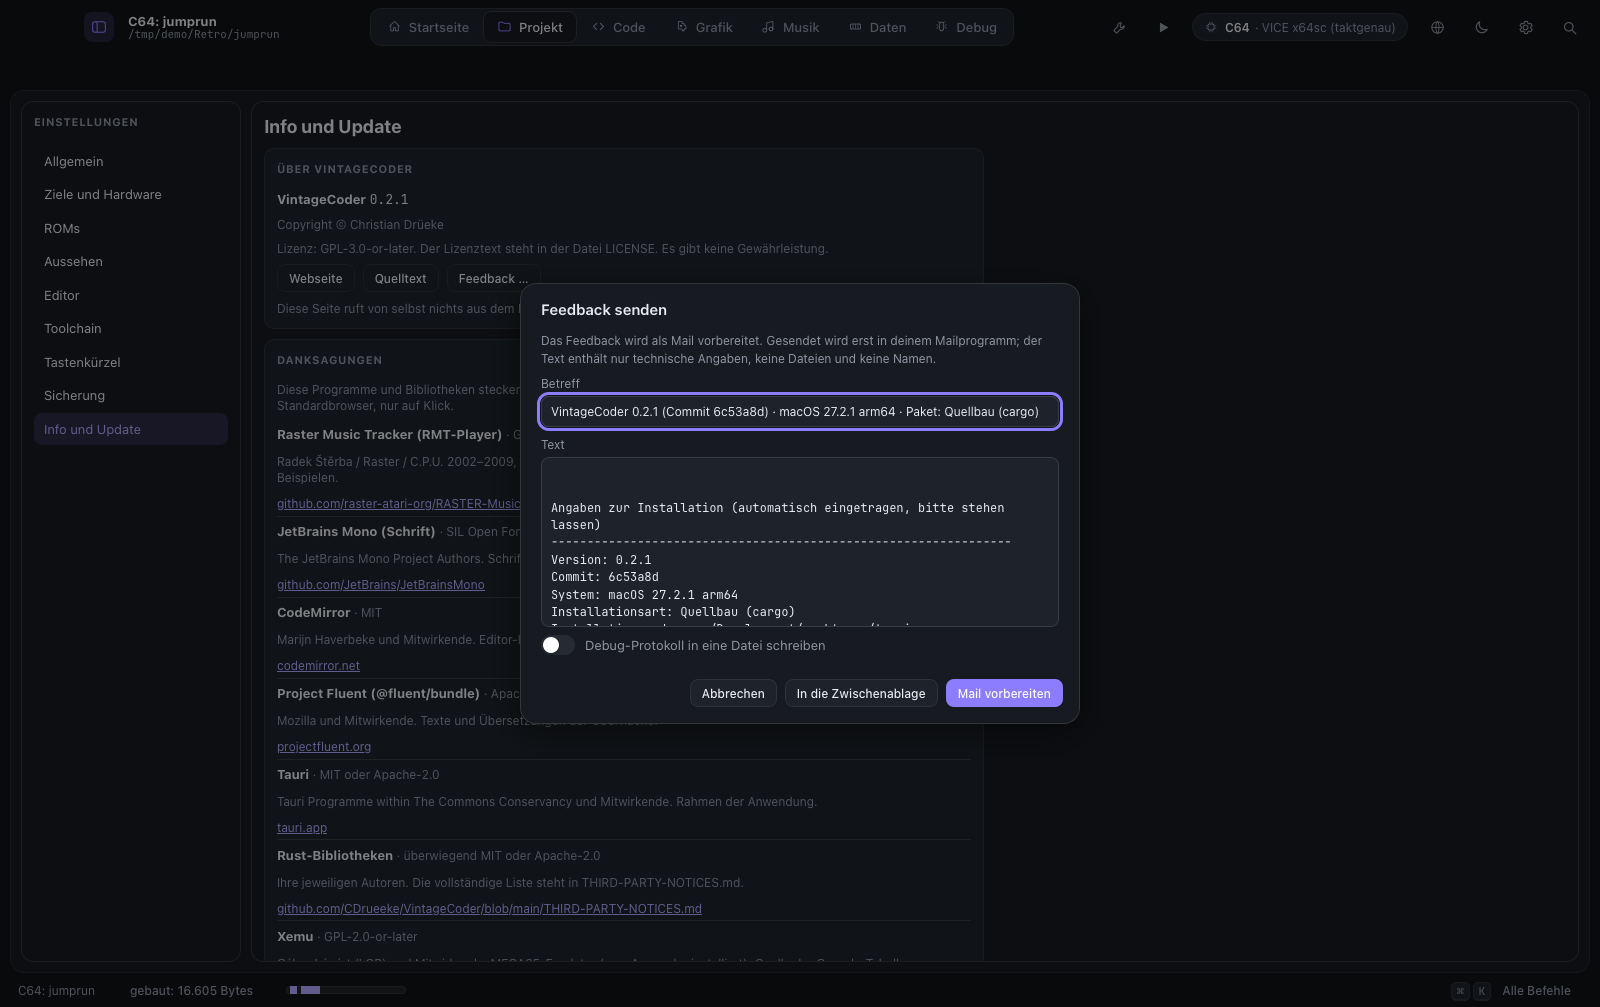 C64: jumprun
/tmp/demo/Retro/jumprun
Startseite
Projekt
Code
Grafik
Musik
Daten
Debug
C64 · VICE x64sc (taktgenau)
EINSTELLUNGEN
Allgemein
Ziele und Hardware
ROMs
Aussehen
Editor
Toolchain
Tastenkürzel
Sicherung
Info und Update
Info und Update
ÜBER VINTAGECODER
VintageCoder 0.2.1
Copyright © Christian Drüeke
Lizenz: GPL-3.0-or-later. Der Lizenztext steht in der Datei LICENSE. Es gibt keine Gewährleistung.
Webseite
Quelltext
Feedback ...
Diese Seite ruft von selbst nichts aus dem
DANKSAGUNGEN
Diese Programme und Bibliotheken stecken
Standardbrowser, nur auf Klick.
Raster Music Tracker (RMT-Player) · G
Radek Štěrba / Raster / C.P.U. 2002–2009,
Beispielen.
github.com/raster-atari-org/RASTER-Music
JetBrains Mono (Schrift) · SIL Open For
The JetBrains Mono Project Authors. Schrif
github.com/JetBrains/JetBrainsMono
CodeMirror · MIT
Marijn Haverbeke und Mitwirkende. Editor-
codemirror.net
Project Fluent (@fluent/bundle) · Apac
Mozilla und Mitwirkende. Texte und Übersetzungen der Oberfläche.
projectfluent.org
Tauri · MIT oder Apache-2.0
Tauri Programme within The Commons Conservancy und Mitwirkende. Rahmen der Anwendung.
tauri.app
Rust-Bibliotheken · überwiegend MIT oder Apache-2.0
Ihre jeweiligen Autoren. Die vollständige Liste steht in THIRD-PARTY-NOTICES.md.
github.com/CDrueeke/VintageCoder/blob/main/THIRD-PARTY-NOTICES.md
Xemu · GPL-2.0-or-later
Feedback senden
Das Feedback wird als Mail vorbereitet. Gesendet wird erst in deinem Mailprogramm; der
Text enthält nur technische Angaben, keine Dateien und keine Namen.
Betreff
VintageCoder 0.2.1 (Commit 6c53a8d) · macOS 27.2.1 arm64 · Paket: Quellbau (cargo)
Text
Angaben zur Installation (automatisch eingetragen, bitte stehen
lassen)
----------------------------------------------------------------
Version: 0.2.1
Commit: 6c53a8d
System: macOS 27.2.1 arm64
Installationsart: Quellbau (cargo)
Debug-Protokoll in eine Datei schreiben
Abbrechen
In die Zwischenablage
Mail vorbereiten
C64: jumprun
gebaut: 16.605 Bytes
⌘ K Alle Befehle